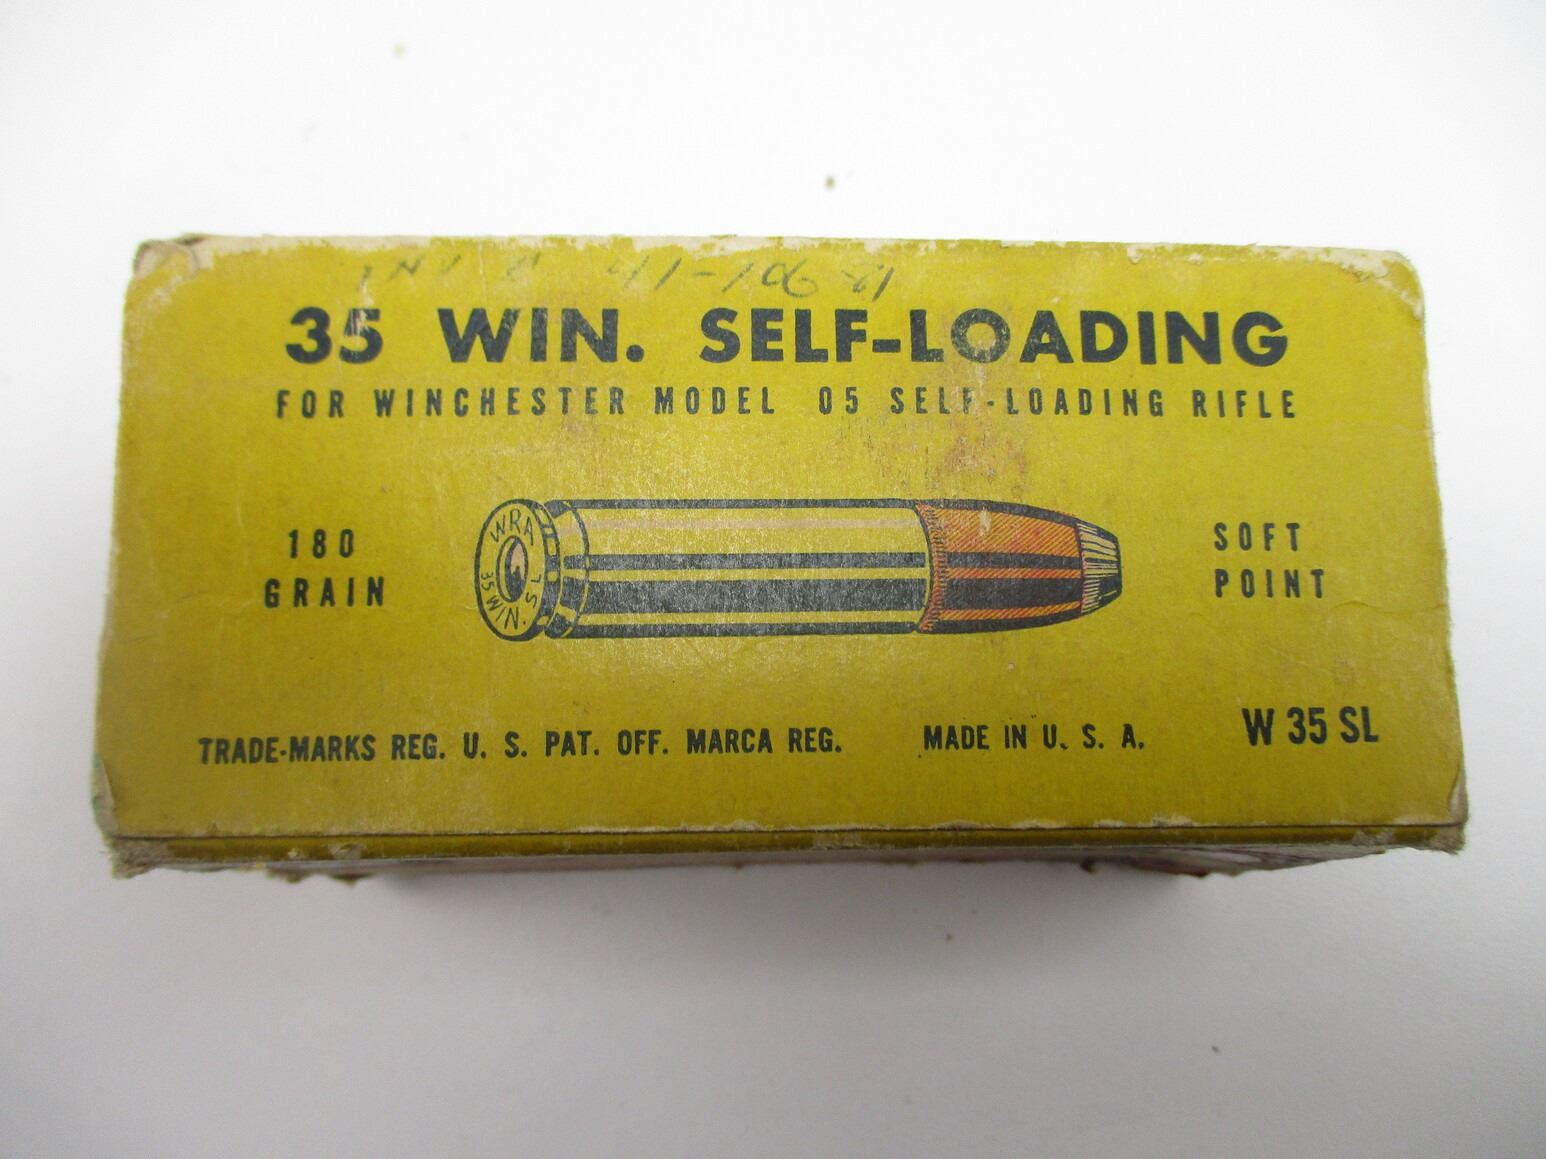 35 WIN. SELF-LOADING
FOR WINCHESTER MODEL 05 SELF-LOADING RIFLE
180
GRAIN
WRA
35 WIN. S L
SOFT
POINT
TRADE-MARKS REG. U. S. PAT. OFF. MARCA REG. MADE IN U. S. A. W 35 SL